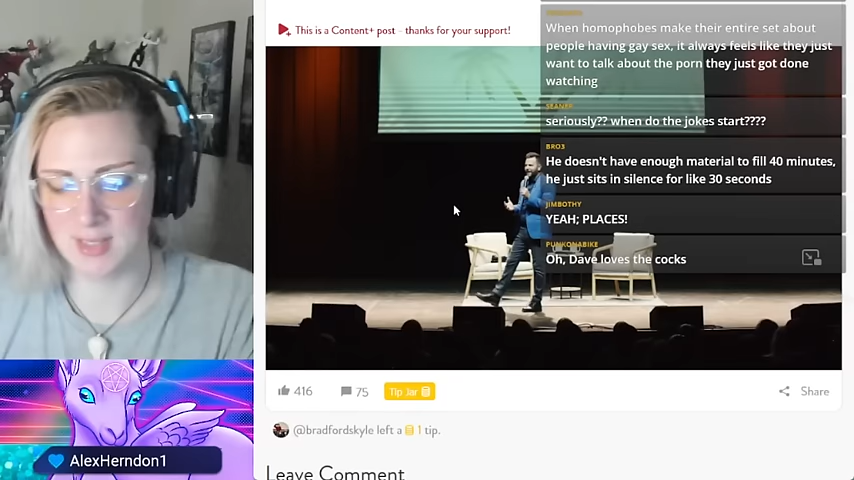 This is a Content+ post - thanks for your support!
When homophobes make their entire set about
people having gay sex, it always feels like they just
want to talk about the porn they just got done
watching
SEANER
seriously?? when do the jokes start????
BRO3
He doesn't have enough material to fill 40 minutes,
he just sits in silence for like 30 seconds
JIMBOTHY
YEAH; PLACES!
PUNKONABIKE
Oh, Dave loves the cocks
416
75
Tip Jar
Share
@bradfordskyle left a 1 tip.
AlexHerndon1
Leave Comment